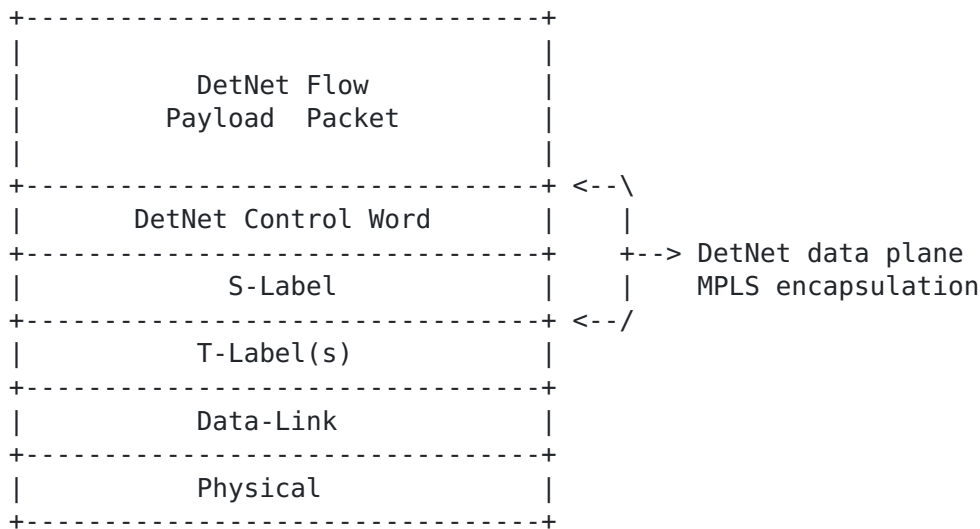 +---------------------------------+
|                                 |
|           DetNet Flow           |
|         Payload  Packet         |
|                                 |
+---------------------------------+ <--\
|       DetNet Control Word       |    |
+---------------------------------+    +--> DetNet data plane
|             S-Label             |    |    MPLS encapsulation
+---------------------------------+ <--/
|           T-Label(s)            |
+---------------------------------+
|           Data-Link             |
+---------------------------------+
|           Physical              |
+---------------------------------+